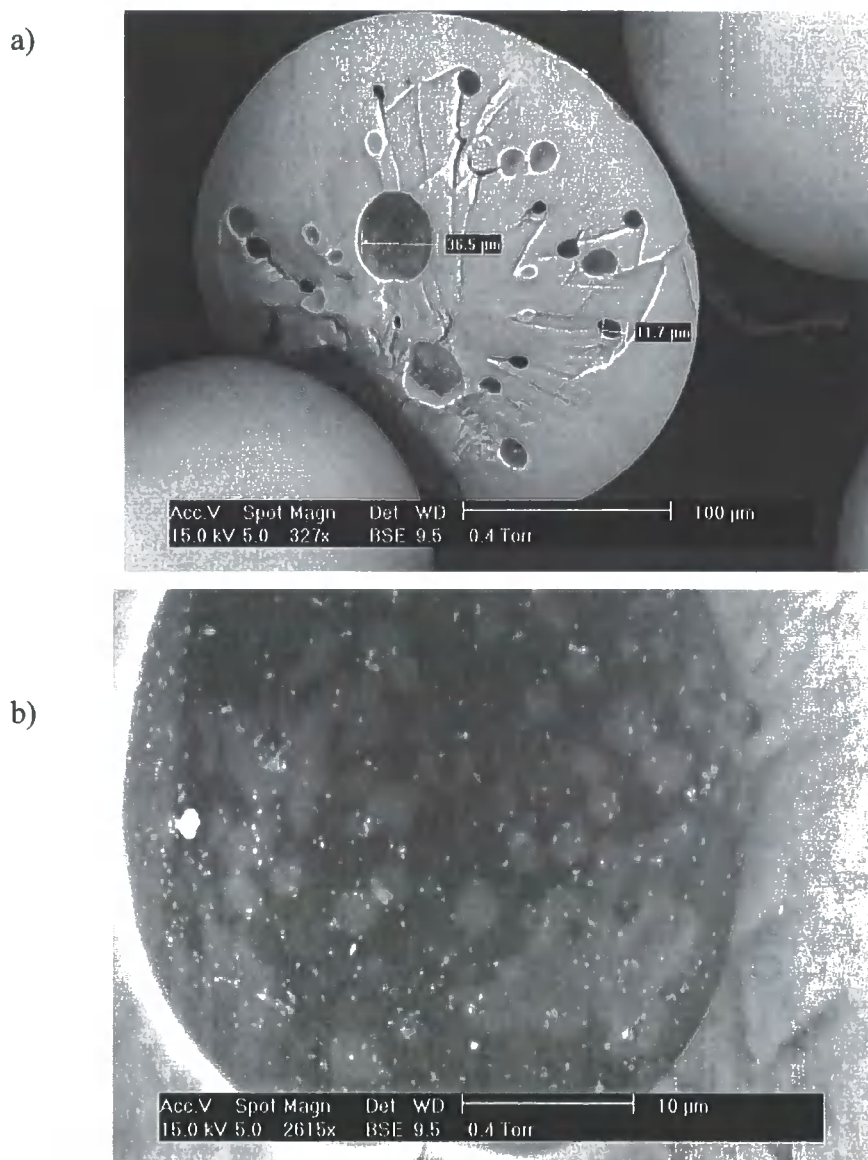 a)
36.5 µm
11.7 µm
Acc.V Spot Magn Det WD 100 µm
15.0 kV 5.0 327x BSE 9.5 0.4 Torr
b)
Acc.V Spot Magn Det WD 10 µm
15.0 kV 5.0 2615x BSE 9.5 0.4 Torr